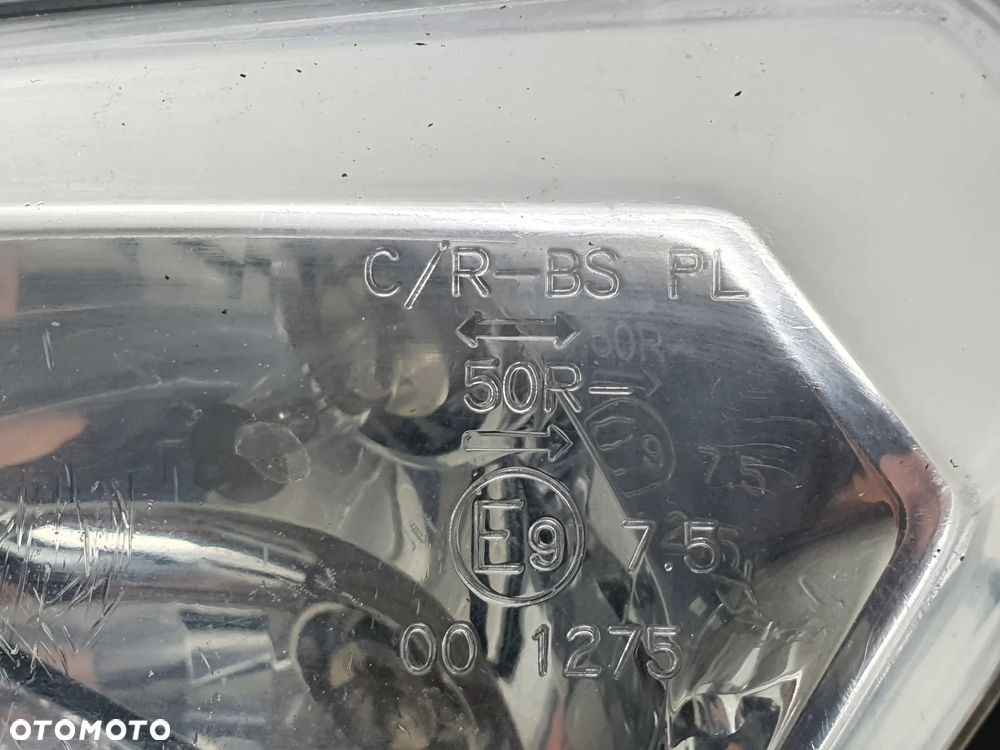 C/R-BS PL
↔
50R-
→
E9 7.5
00 1275
OTOMOTO